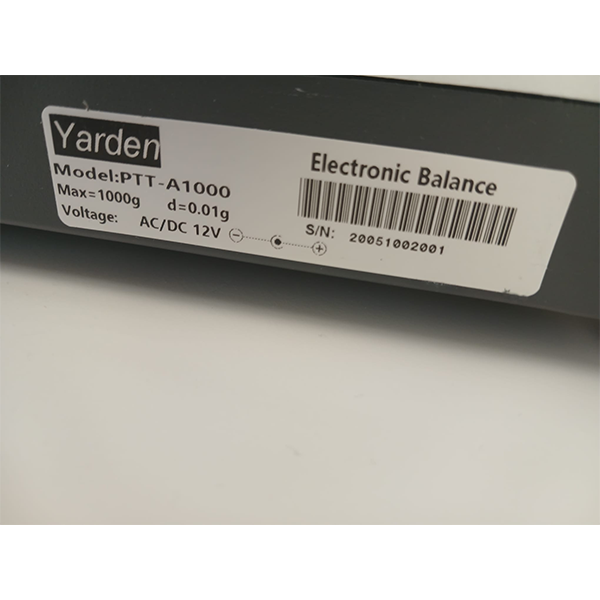 Yarden
Model:PTT-A1000
Max=1000g d=0.01g
Voltage: AC/DC 12V
Electronic Balance
S/N: 20051002001